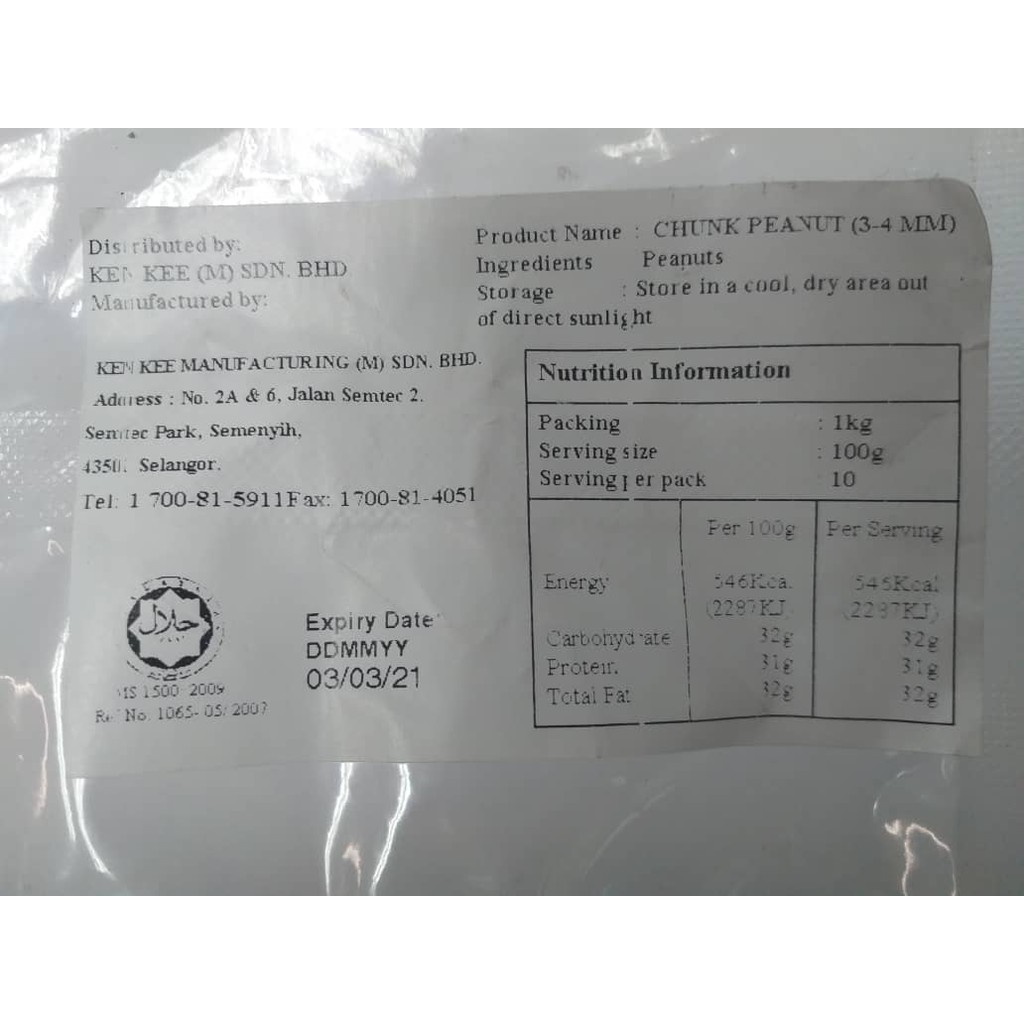 Distributed by:
KEN KEE (M) SDN. BHD
Manufactured by:
KEN KEE MANUFACTURING (M) SDN. BHD.
Address : No. 2A & 6, Jalan Semtec 2.
Semtec Park, Semenyih,
Selangor.
Tel: 1 700-81-5911 Fax: 1700-81-4051
حلال
MS 1500-2009
Ref No. 1065-05/2007
Expiry Date
DDMMYY
03/03/21
Product Name : CHUNK PEANUT (3-4 MM)
Ingredients Peanuts
Storage : Store in a cool, dry area out
of direct sunlight
Nutrition Information
Packing : 1kg
Serving size : 100g
Serving per pack 10
Per 100g Per Serving
Energy 546Kcal 546Kcal
(2287KJ) (2287KJ)
Carbohydrate 32g 32g
Protein. 31g 31g
Total Fat 32g 32g